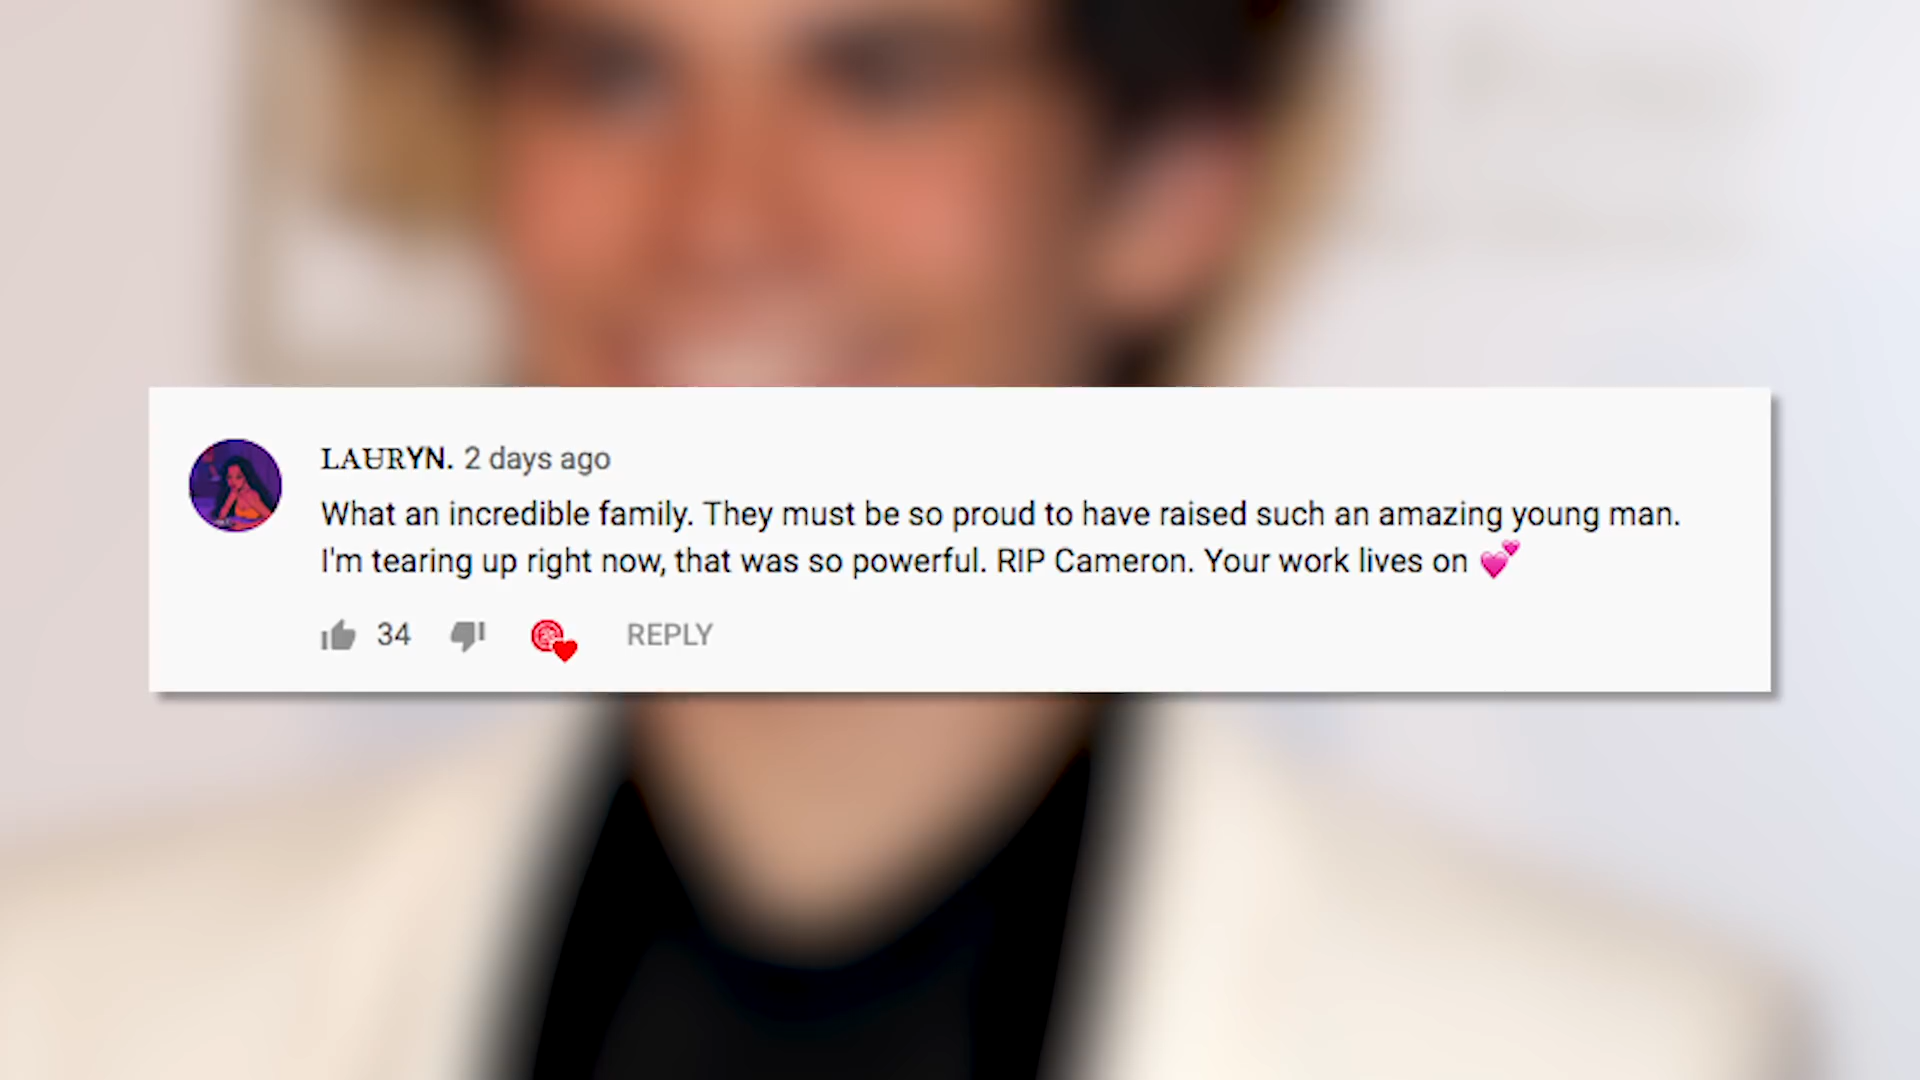 LAɄRYN. 2 days ago
What an incredible family. They must be so proud to have raised such an amazing young man.
I'm tearing up right now, that was so powerful. RIP Cameron. Your work lives on 💕
34 REPLY